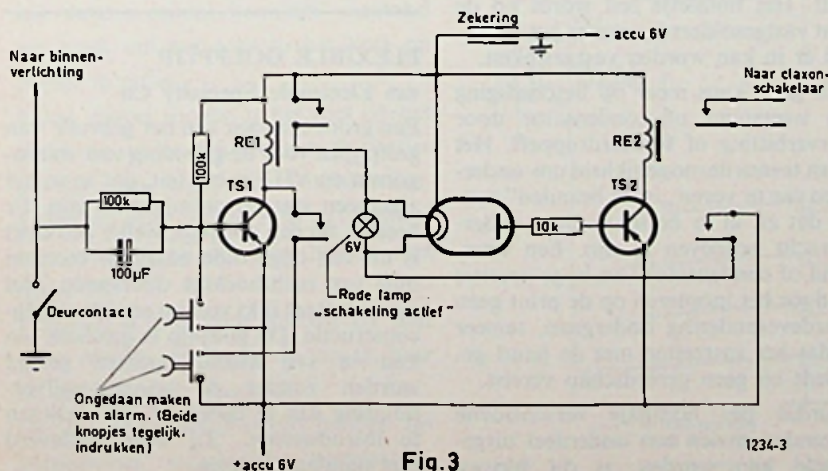 Zekering
- accu 6V
Naar binnen-
verlichting
Naar claxon-
schakelaar
RE1
RE2
100k
TS1
TS2
100k
6V
10k
100µF
Rode lamp
„schakeling actief”
Deurcontact
Ongedaan maken
van alarm. (Beide
knopjes tegelijk.
indrukken)
+accu 6V
Fig.3
1234-3